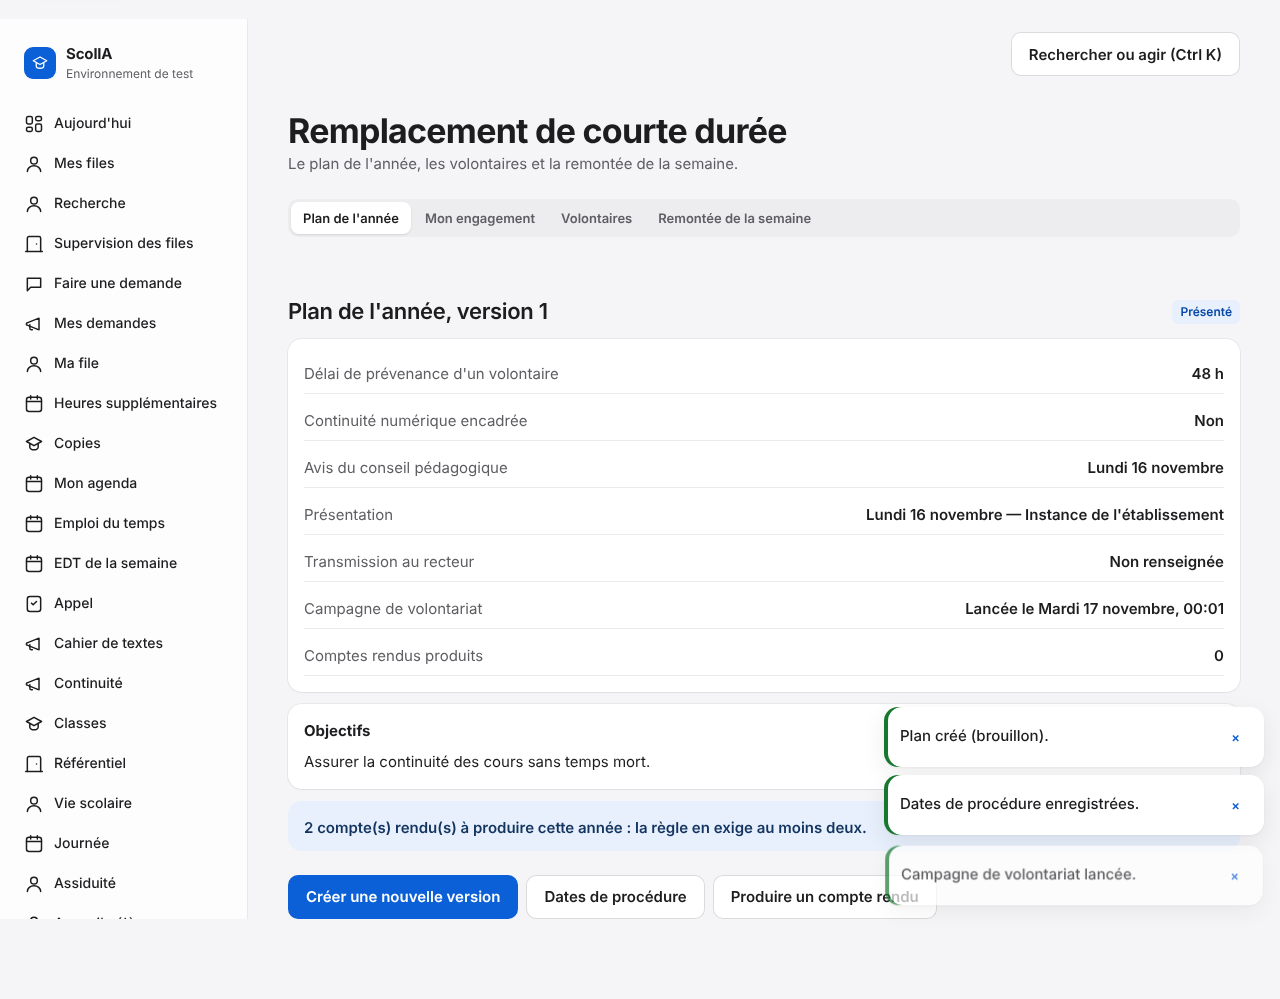 ScolIA
Environnement de test
Aujourd'hui
Mes files
Recherche
Supervision des files
Faire une demande
Mes demandes
Ma file
Heures supplémentaires
Copies
Mon agenda
Emploi du temps
EDT de la semaine
Appel
Cahier de textes
Continuité
Classes
Référentiel
Vie scolaire
Journée
Assiduité
Rechercher ou agir (Ctrl K)
Remplacement de courte durée
Le plan de l'année, les volontaires et la remontée de la semaine.
Plan de l'année Mon engagement Volontaires Remontée de la semaine
Plan de l'année, version 1 Présenté
Délai de prévenance d'un volontaire 48 h
Continuité numérique encadrée Non
Avis du conseil pédagogique Lundi 16 novembre
Présentation Lundi 16 novembre — Instance de l'établissement
Transmission au recteur Non renseignée
Campagne de volontariat Lancée le Mardi 17 novembre, 00:01
Comptes rendus produits 0
Objectifs
Assurer la continuité des cours sans temps mort.
2 compte(s) rendu(s) à produire cette année : la règle en exige au moins deux.
Créer une nouvelle version Dates de procédure Produire un compte rendu
Plan créé (brouillon). ×
Dates de procédure enregistrées. ×
Campagne de volontariat lancée. ×